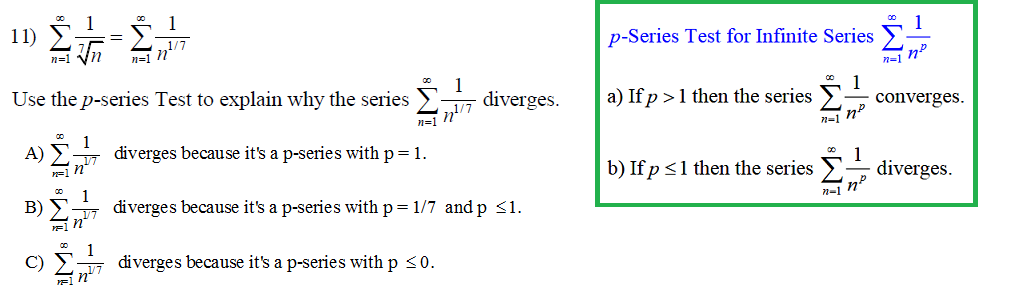 11) ∑_{n=1}^{∞} 1/⁷√n = ∑_{n=1}^{∞} 1/n^{1/7}
Use the p-series Test to explain why the series ∑_{n=1}^{∞} 1/n^{1/7} diverges.
A) ∑_{n=1}^{∞} 1/n^{1/7} diverges because it's a p-series with p = 1.
B) ∑_{n=1}^{∞} 1/n^{1/7} diverges because it's a p-series with p = 1/7 and p ≤1.
C) ∑_{n=1}^{∞} 1/n^{1/7} diverges because it's a p-series with p ≤ 0.
p-Series Test for Infinite Series ∑_{n=1}^{∞} 1/n^p
a) If p > 1 then the series ∑_{n=1}^{∞} 1/n^p converges.
b) If p ≤ 1 then the series ∑_{n=1}^{∞} 1/n^p diverges.